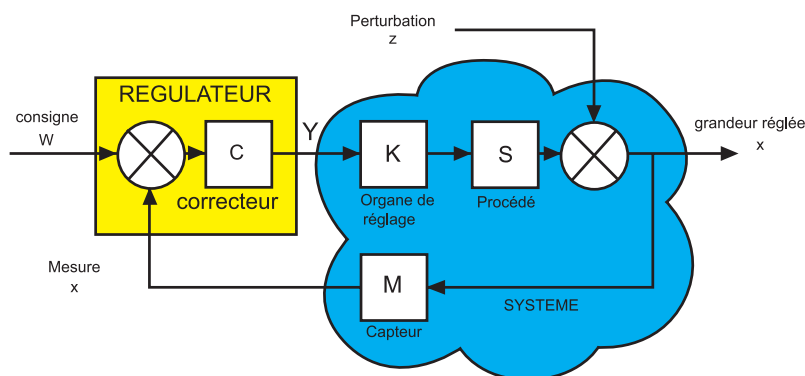 Perturbation
z
REGULATEUR
consigne
W
C
correcteur
Y
K
Organe de
réglage
S
Procédé
grandeur réglée
x
Mesure
x
M
Capteur
SYSTEME